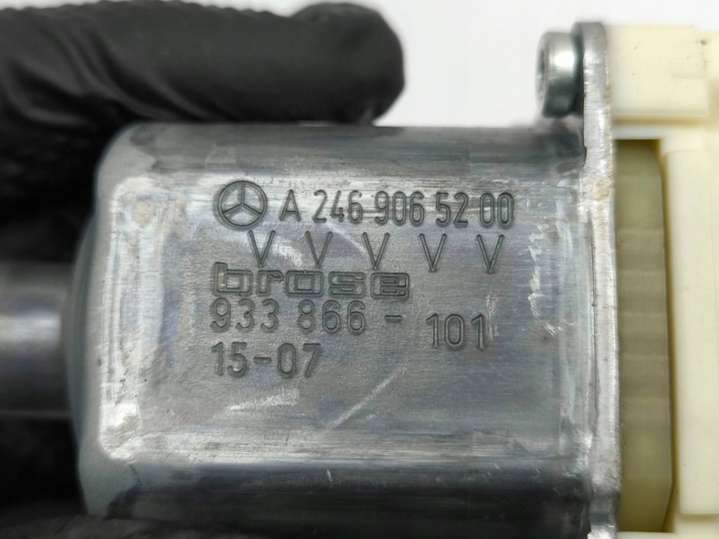 A 246 906 52 00
V V V V V
brose
933 866-101
15-07